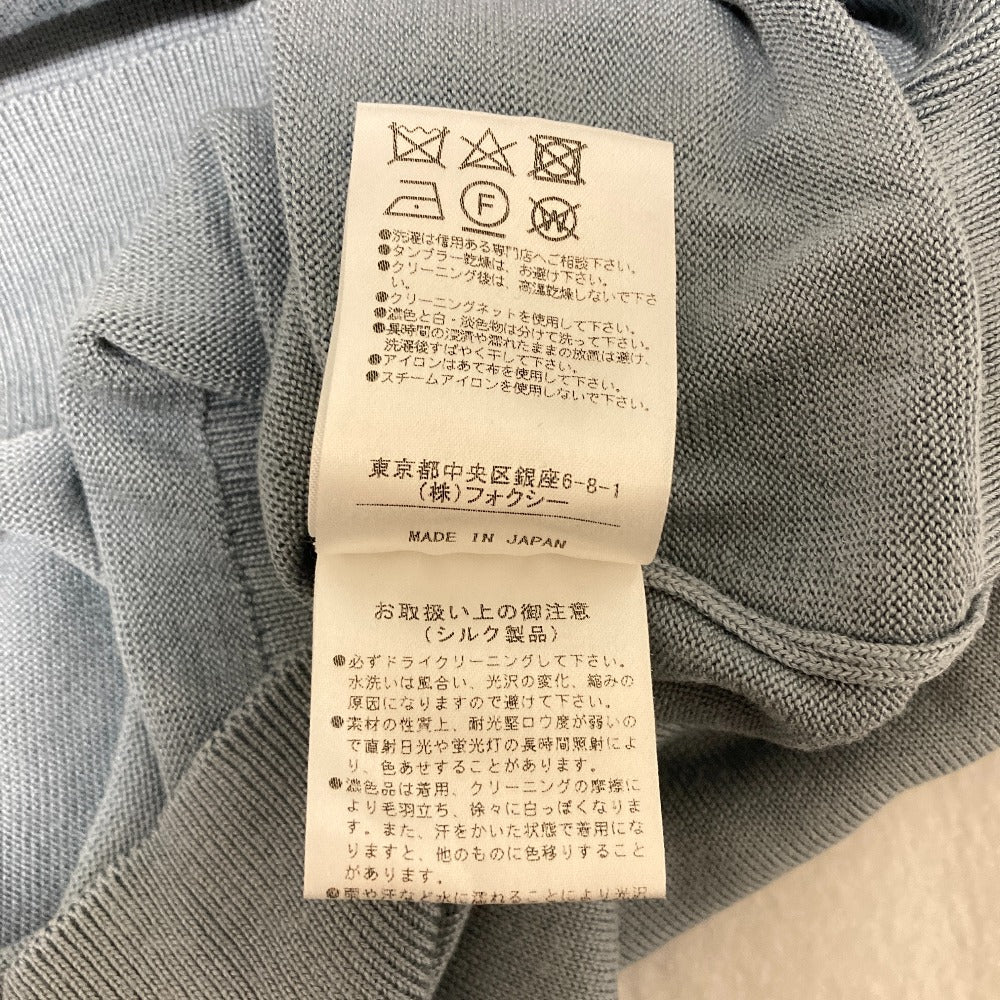 F
W
●洗濯は信用ある専門店へご相談下さい。
●タンブラー乾燥は、お避け下さい。
●クリーニング後は、高温乾燥しないで下さ
い。
●クリーニングネットを使用して下さい。
●濃色と白・淡色物は分けて洗って下さい。
●長時間の浸漬や濡れたままの放置は避け、
洗濯後すばやく干して下さい。
●アイロンはあて布を使用して下さい。
●スチームアイロンを使用しないで下さい。
東京都中央区銀座6-8-1
(株)フォクシー
MADE IN JAPAN
お取扱い上の御注意
(シルク製品)
●必ずドライクリーニングして下さい。
水洗いは風合い、光沢の変化、縮みの
原因になりますので避けて下さい。
●素材の性質上、耐光堅ロウ度が弱いの
で直射日光や蛍光灯の長時間照射によ
り、色あせすることがあります。
●濃色品は着用、クリーニングの摩擦に
より毛羽立ち、徐々に白っぽくなりま
す。また、汗をかいた状態で着用にな
りますと、他のものに色移りすること
があります。
●雨や汗など水に濡れることにより光沢